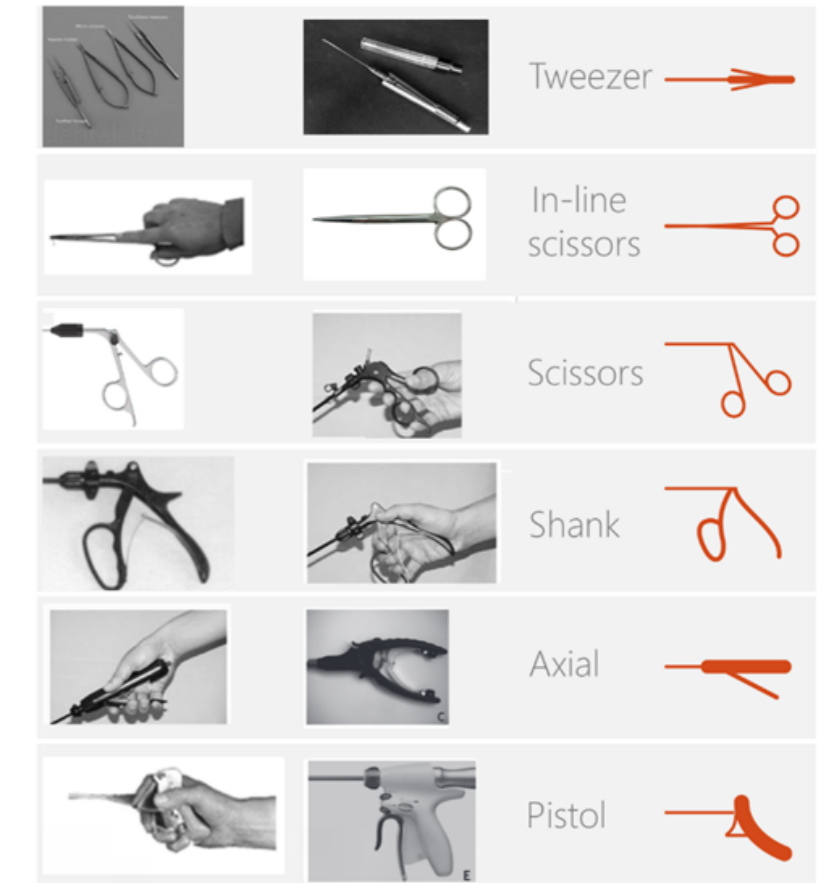 Tweezer
In-line
scissors
Scissors
Shank
Axial
C
Pistol
E